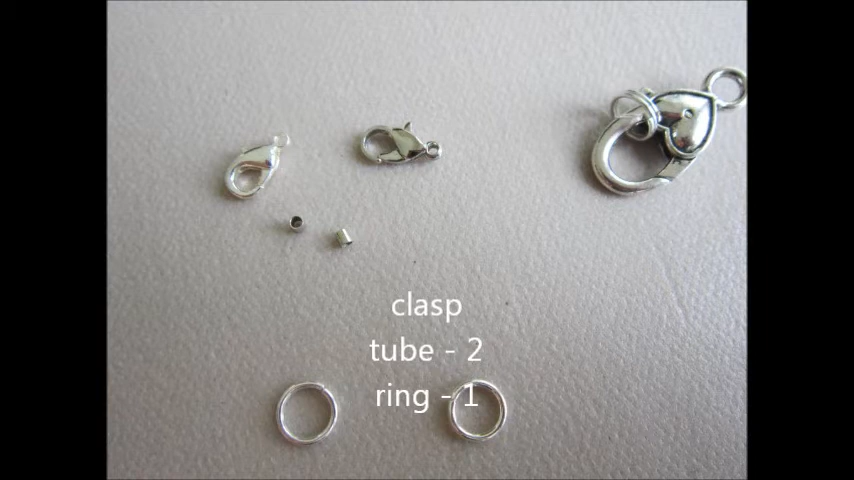 clasp
tube - 2
ring - 1